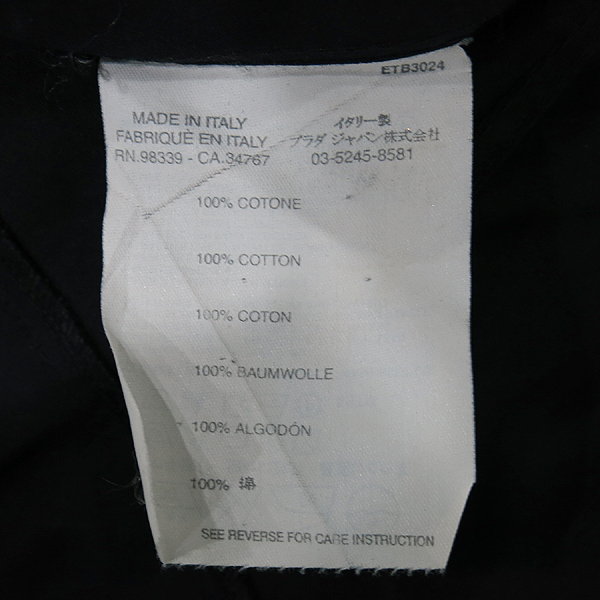 ETB3024
MADE IN ITALY
FABRIQUÈ EN ITALY
RN.98339 - CA.34767
イタリー製
プラダ ジャパン株式会社
03-5245-8581
100% COTONE
100% COTTON
100% COTON
100% BAUMWOLLE
100% ALGODÓN
100% 綿
SEE REVERSE FOR CARE INSTRUCTION